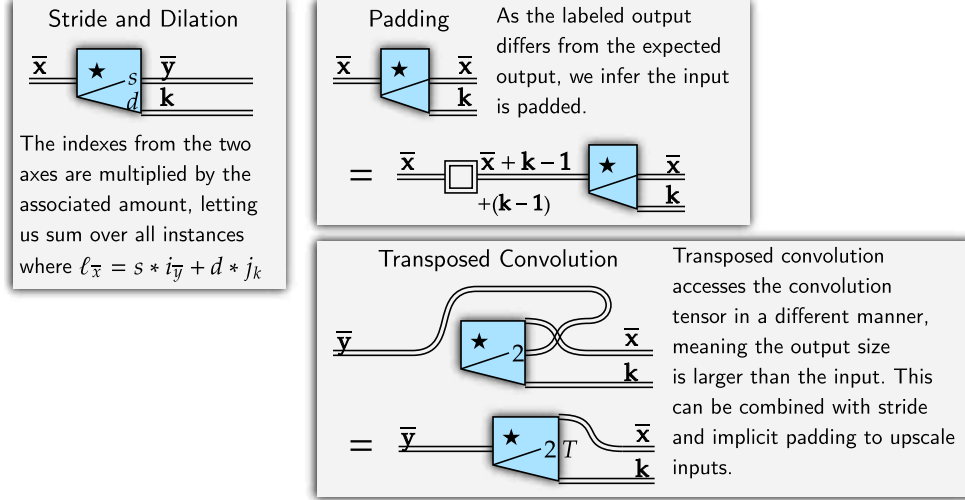 Stride and Dilation
x̅
★
s
d
y̅
k
The indexes from the two
axes are multiplied by the
associated amount, letting
us sum over all instances
where ℓ_x̅ = s * i_y̅ + d * j_k
Padding
x̅
★
x̅
k
As the labeled output
differs from the expected
output, we infer the input
is padded.
=
x̅
x̅ + k − 1
+(k − 1)
★
x̅
k
Transposed Convolution
y̅
★
2
x̅
k
=
y̅
★
2
T
x̅
k
Transposed convolution
accesses the convolution
tensor in a different manner,
meaning the output size
is larger than the input. This
can be combined with stride
and implicit padding to upscale
inputs.